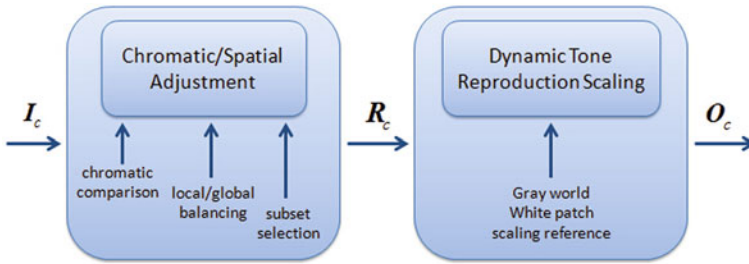 Chromatic/Spatial
Adjustment
Dynamic Tone
Reproduction Scaling
I_c
R_c
O_c
chromatic
comparison
local/global
balancing
subset
selection
Gray world
White patch
scaling reference